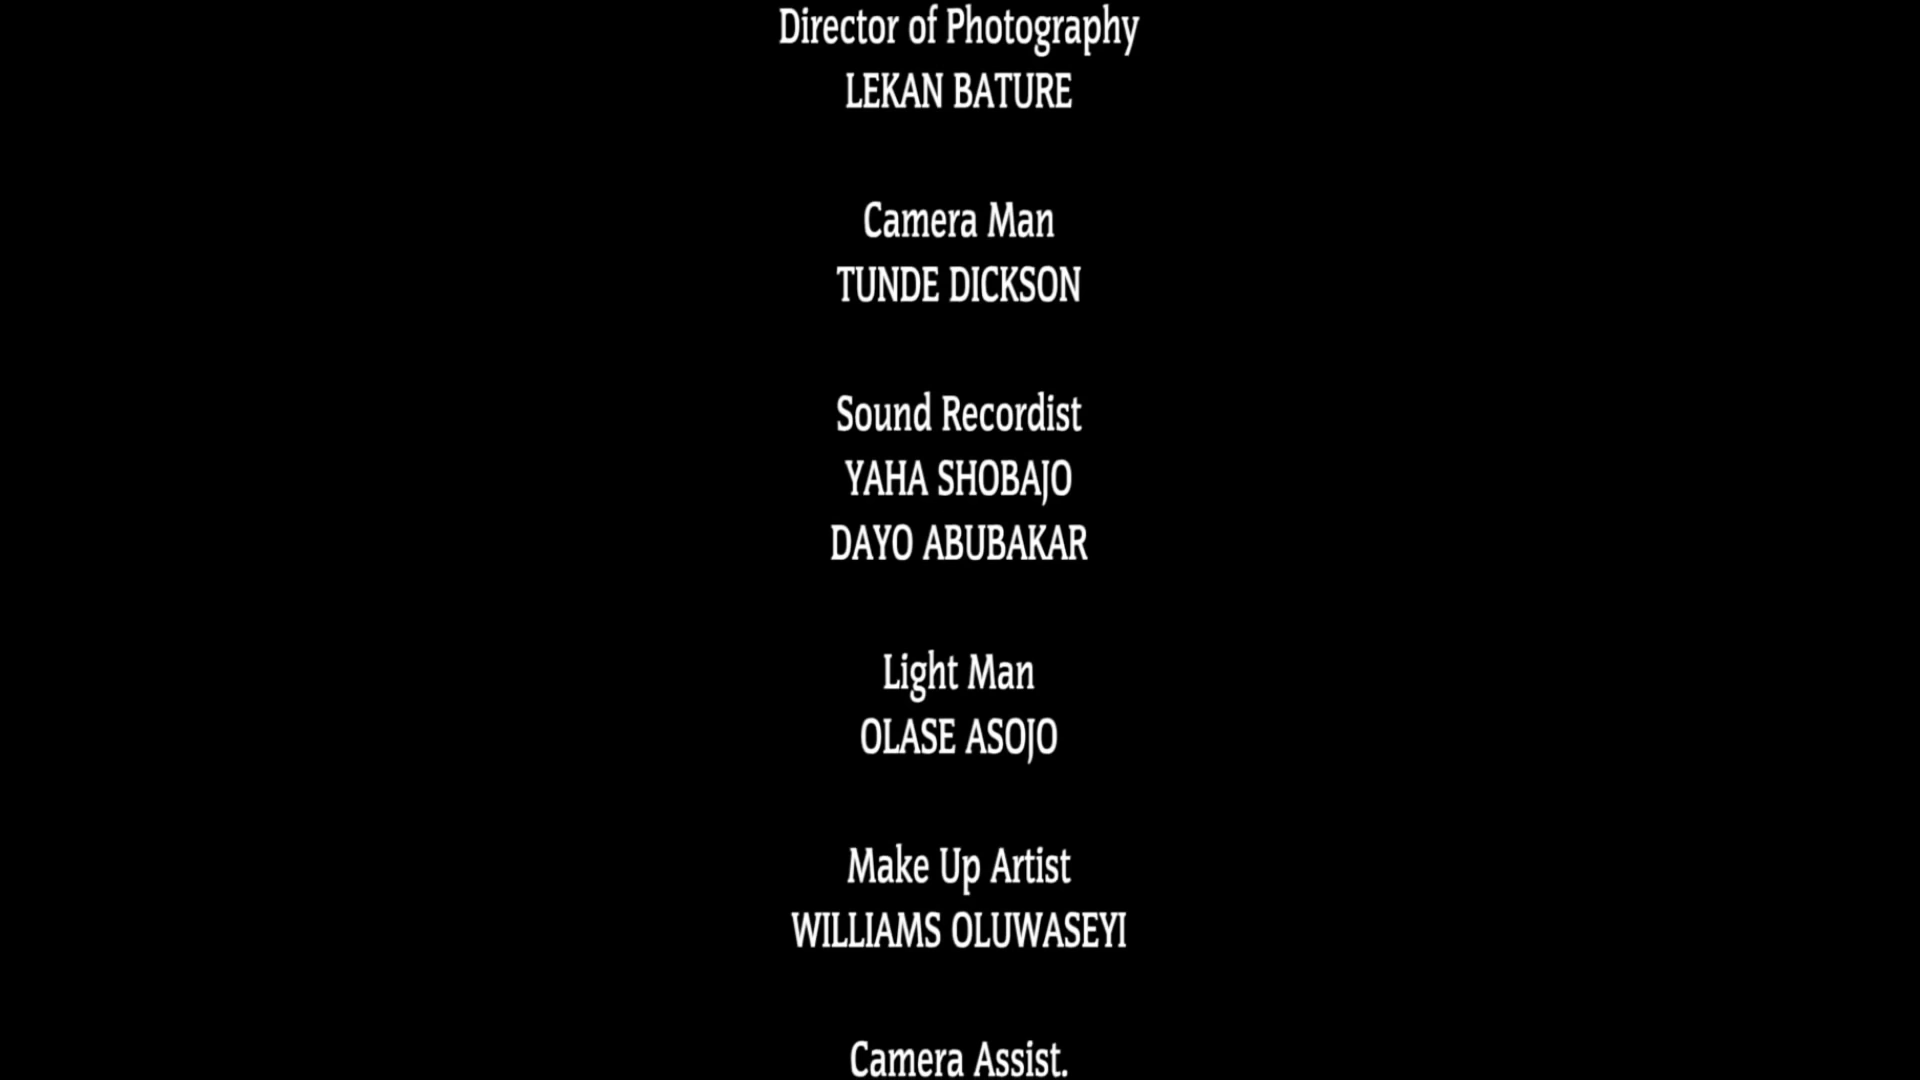 Director of Photography
LEKAN BATURE
Camera Man
TUNDE DICKSON
Sound Recordist
YAHA SHOBAJO
DAYO ABUBAKAR
Light Man
OLASE ASOJO
Make Up Artist
WILLIAMS OLUWASEYI
Camera Assist.